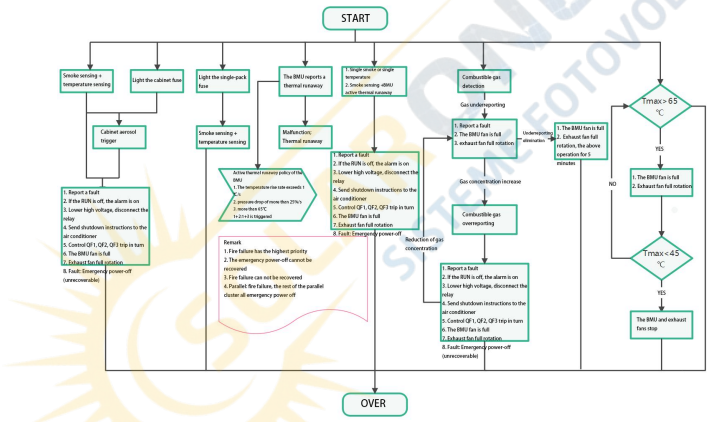 START
Smoke sensing +
temperature sensing
Light the cabinet fuse
Light the single-pack
fuse
The BMU reports a
thermal runaway
1. Single smoke or single
temperature
2. Smoke sensing +BMU
active thermal runaway
Combustible gas
detection
Tmax> 65
℃
Cabinet aerosol
trigger
Smoke sensing +
temperature sensing
Malfunction;
Thermal runaway
Gas underreporting
1. Report a fault
2. The BMU fan is full
3. exhaust fan full rotation
Underreporting
elimination
1. The BMU fan is full
2. Exhaust fan full
rotation, the above
operation for 5
minutes
YES
NO
1. The BMU fan is full
2. Exhaust fan full rotation
Active thermal runaway policy of the
BMU
1. The temperature rise rate exceeds 1
2. pressure drop of more than 25%/s
3. more than 65℃
1+2\1+3 is triggered
1. Report a fault
2. If the RUN is off, the alarm is on
3. Lower high voltage, disconnect the
relay
4. Send shutdown instructions to the
air conditioner
5. Control QF1, QF2, QF3 trip in turn
6. The BMU fan is full
7. Exhaust fan full rotation
8. Fault: Emergency power-off
1. Report a fault
2. If the RUN is off, the alarm is on
3. Lower high voltage, disconnect the
relay
4. Send shutdown instructions to the
air conditioner
5. Control QF1, QF2, QF3 trip in turn
6. The BMU fan is full
7. Exhaust fan full rotation
8. Fault: Emergency power-off
(unrecoverable)
Gas concentration increase
Combustible gas
overreporting
Reduction of gas
concentration
Remark
1. Fire failure has the highest priority
2. The emergency power-off cannot be
recovered
3. Fire failure can not be recovered
4. Parallel: fire failure, the rest of the parallel
cluster all emergency power off
1. Report a fault
2. If the RUN is off, the alarm is on
3. Lower high voltage, disconnect the
relay
4. Send shutdown instructions to the
air conditioner
5. Control QF1, QF2, QF3 trip in turn
6. The BMU fan is full
7. Exhaust fan full rotation
8. Fault: Emergency power-off
(unrecoverable)
Tmax<45
℃
YES
The BMU and exhaust
fans stop
OVER
SISTEME FOTOVOL